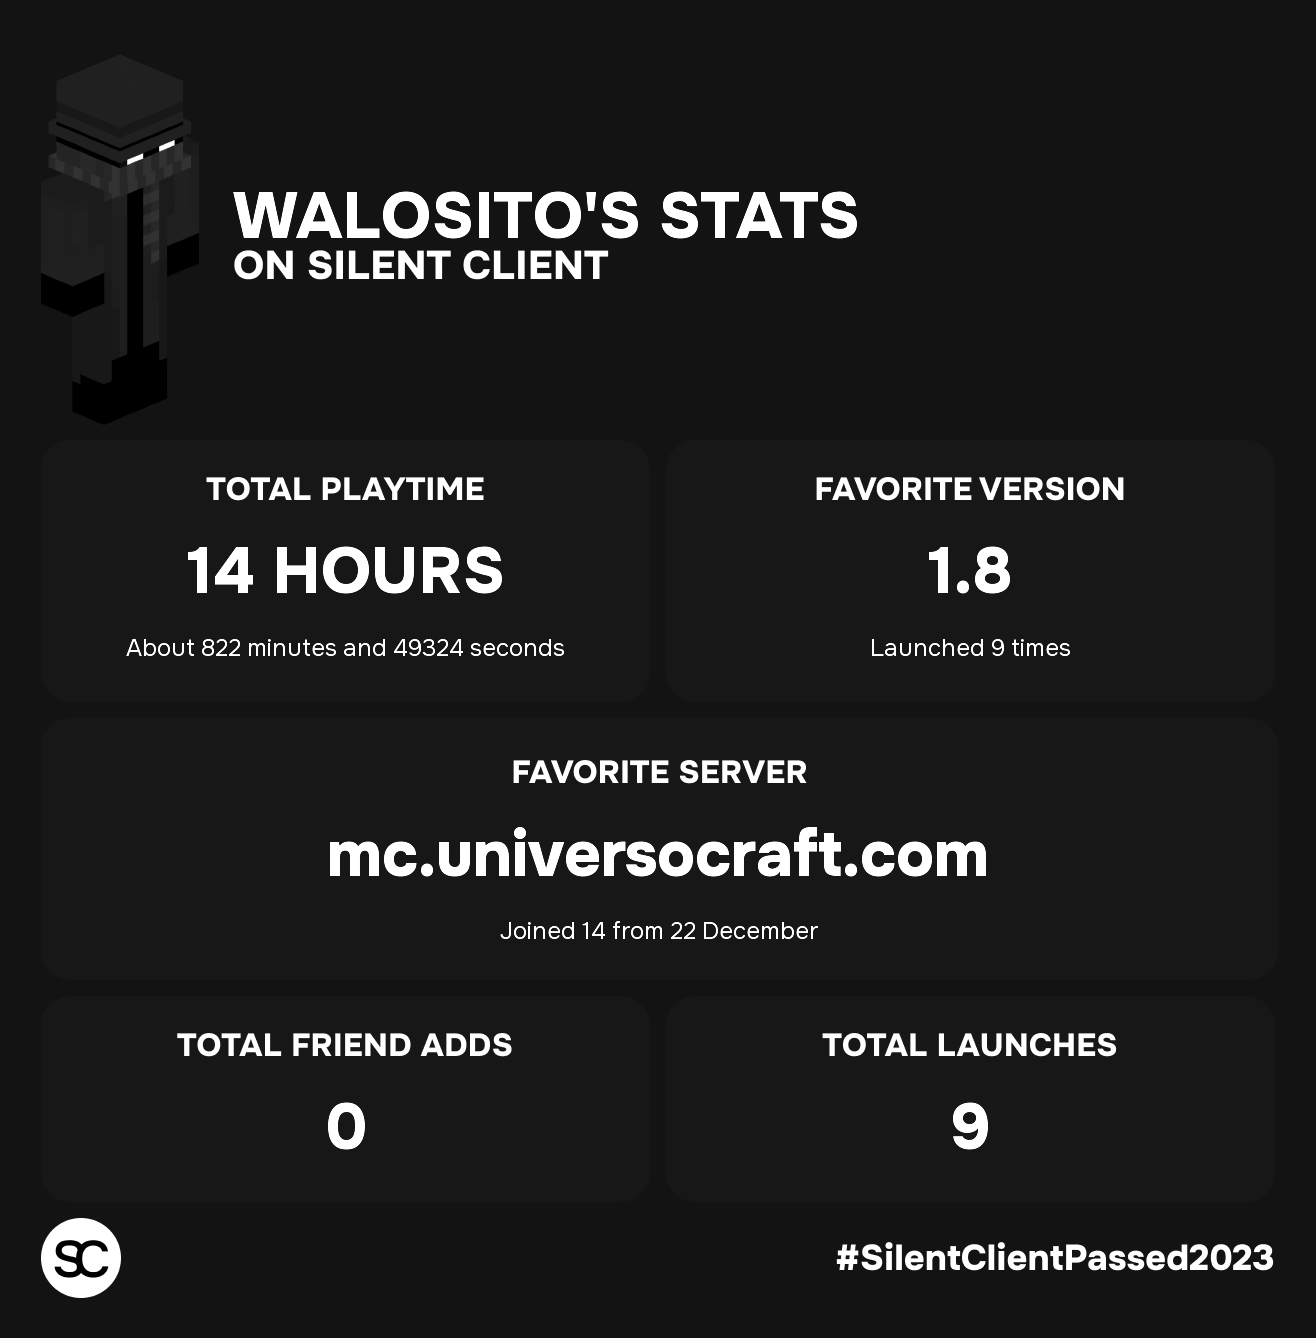 WALOSITO'S STATS
ON SILENT CLIENT
TOTAL PLAYTIME
14 HOURS
About 822 minutes and 49324 seconds
FAVORITE VERSION
1.8
Launched 9 times
FAVORITE SERVER
mc.universocraft.com
Joined 14 from 22 December
TOTAL FRIEND ADDS
0
TOTAL LAUNCHES
9
SC
#SilentClientPassed2023